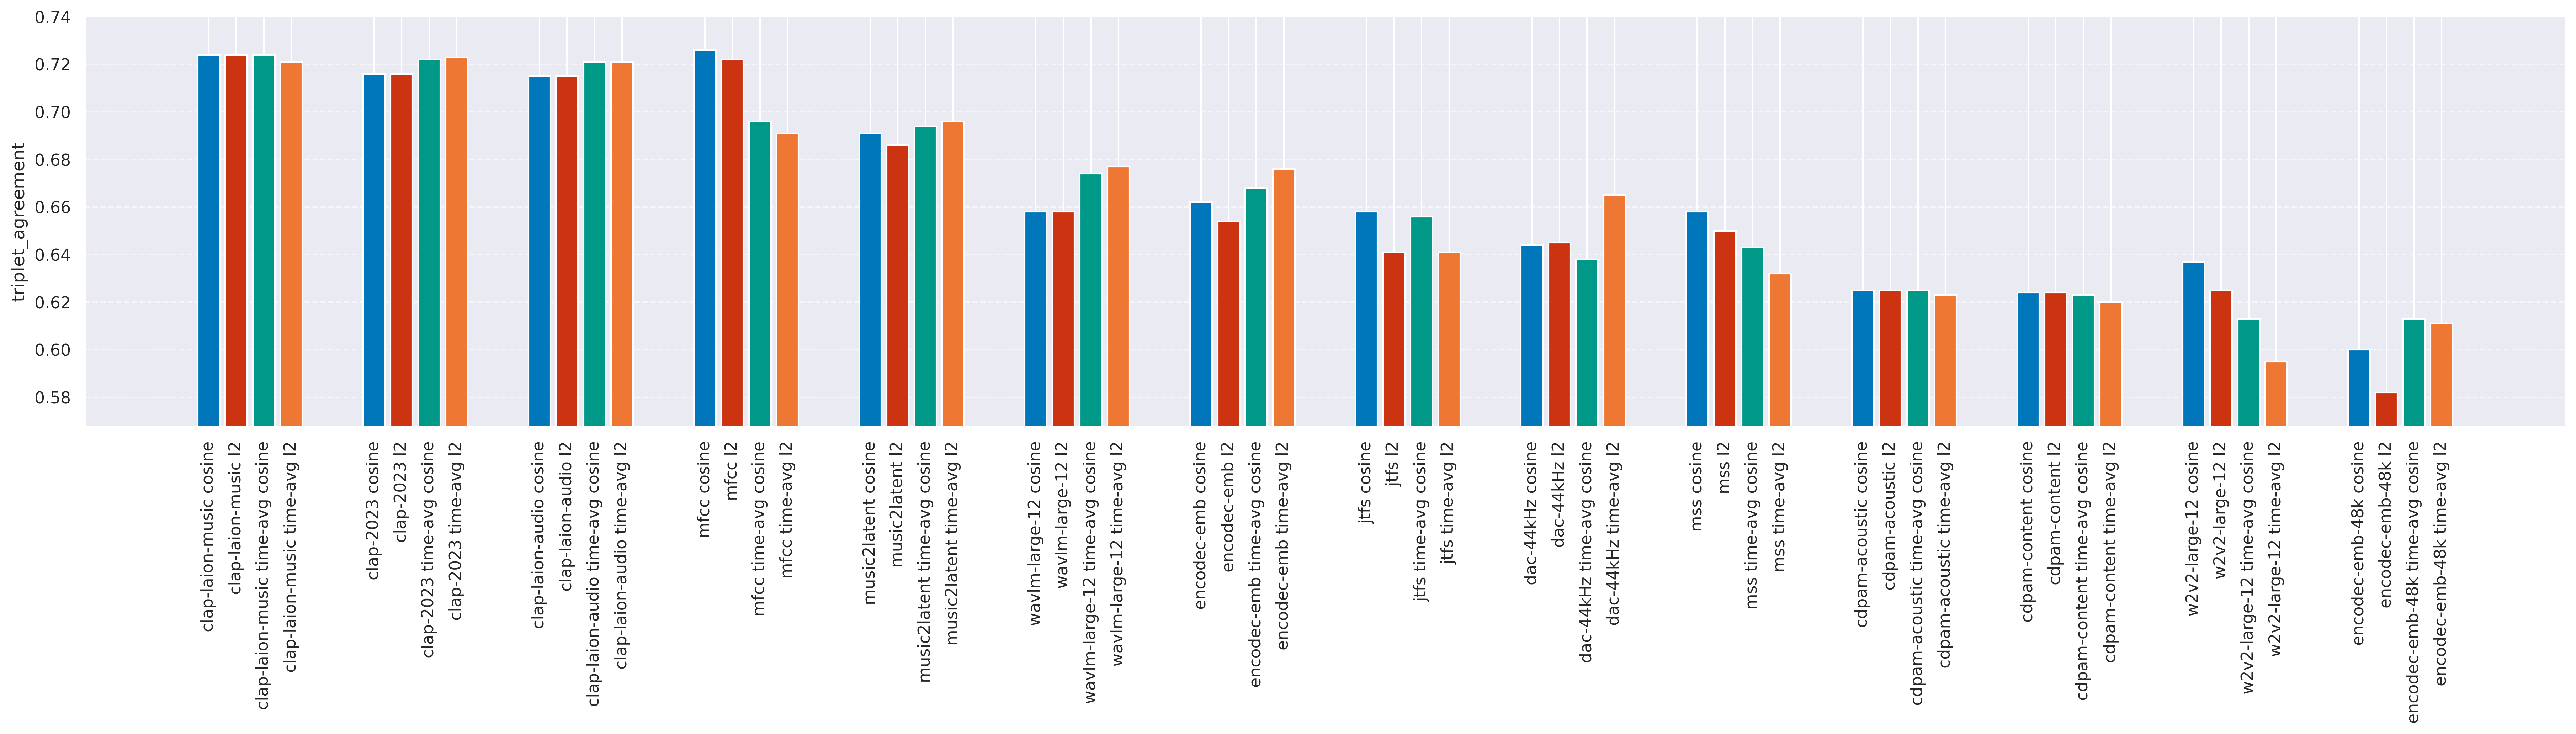 triplet_agreement
0.74
0.72
0.70
0.68
0.66
0.64
0.62
0.60
0.58
clap-laion-music cosine
clap-laion-music l2
clap-laion-music time-avg cosine
clap-laion-music time-avg l2
clap-2023 cosine
clap-2023 l2
clap-2023 time-avg cosine
clap-2023 time-avg l2
clap-laion-audio cosine
clap-laion-audio l2
clap-laion-audio time-avg cosine
clap-laion-audio time-avg l2
mfcc cosine
mfcc l2
mfcc time-avg cosine
mfcc time-avg l2
music2latent cosine
music2latent l2
music2latent time-avg cosine
music2latent time-avg l2
wavlm-large-12 cosine
wavlm-large-12 l2
wavlm-large-12 time-avg cosine
wavlm-large-12 time-avg l2
encodec-emb cosine
encodec-emb l2
encodec-emb time-avg cosine
encodec-emb time-avg l2
jtfs cosine
jtfs l2
jtfs time-avg cosine
jtfs time-avg l2
dac-44kHz cosine
dac-44kHz l2
dac-44kHz time-avg cosine
dac-44kHz time-avg l2
mss cosine
mss l2
mss time-avg cosine
mss time-avg l2
cdpam-acoustic cosine
cdpam-acoustic l2
cdpam-acoustic time-avg cosine
cdpam-acoustic time-avg l2
cdpam-content cosine
cdpam-content l2
cdpam-content time-avg cosine
cdpam-content time-avg l2
w2v2-large-12 cosine
w2v2-large-12 l2
w2v2-large-12 time-avg cosine
w2v2-large-12 time-avg l2
encodec-emb-48k cosine
encodec-emb-48k l2
encodec-emb-48k time-avg cosine
encodec-emb-48k time-avg l2